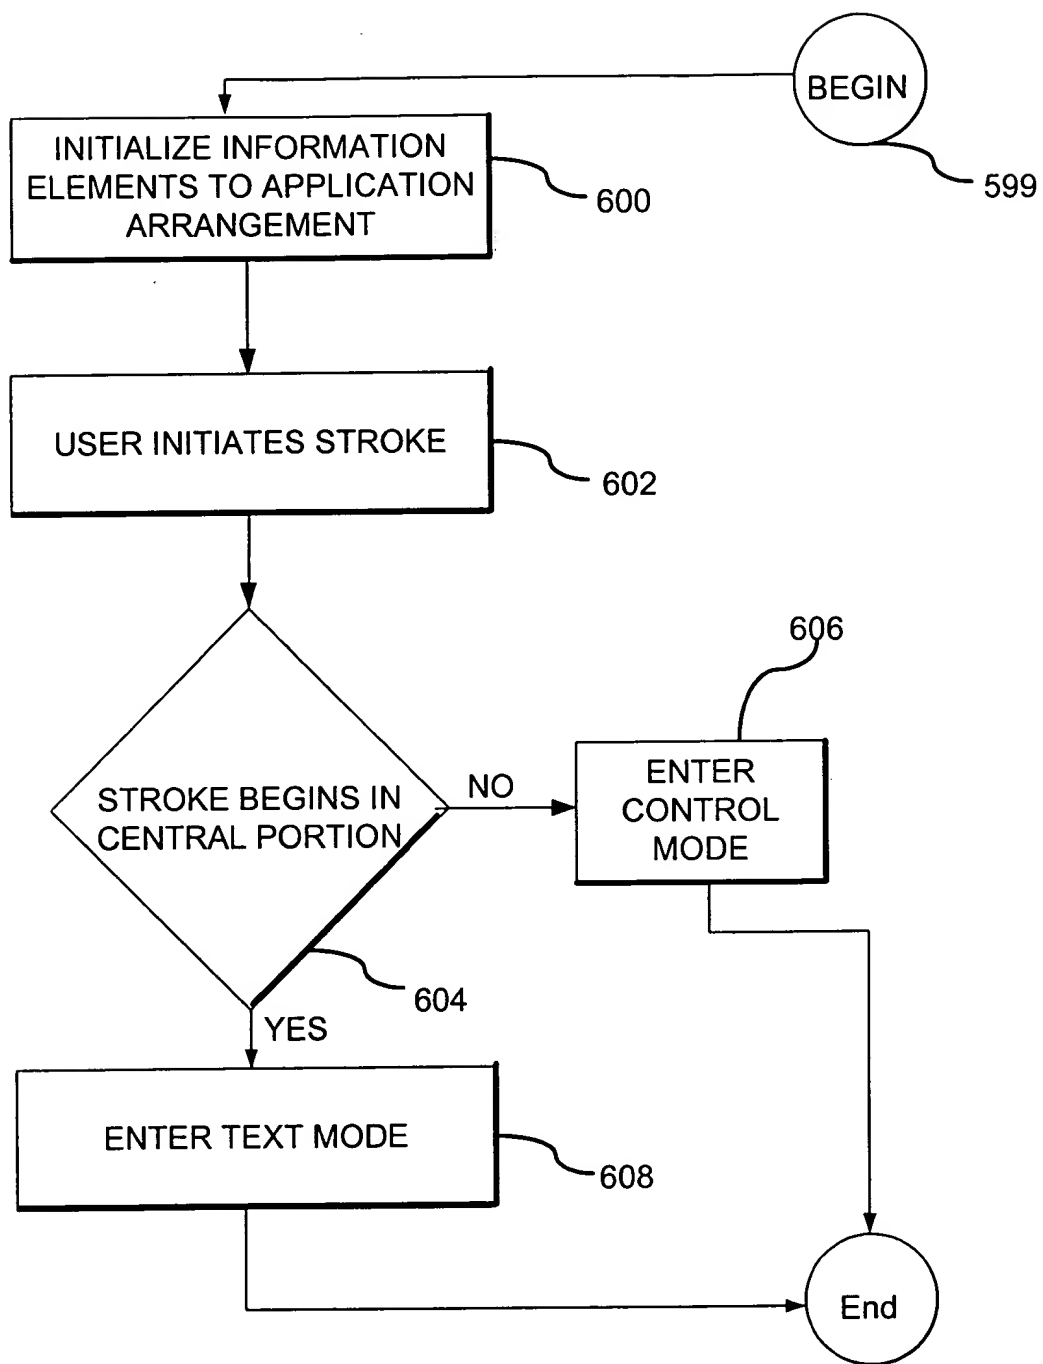 BEGIN
599
INITIALIZE INFORMATION
ELEMENTS TO APPLICATION
ARRANGEMENT
600
USER INITIATES STROKE
602
STROKE BEGINS IN
CENTRAL PORTION
604
NO
606
ENTER
CONTROL
MODE
YES
ENTER TEXT MODE
608
End